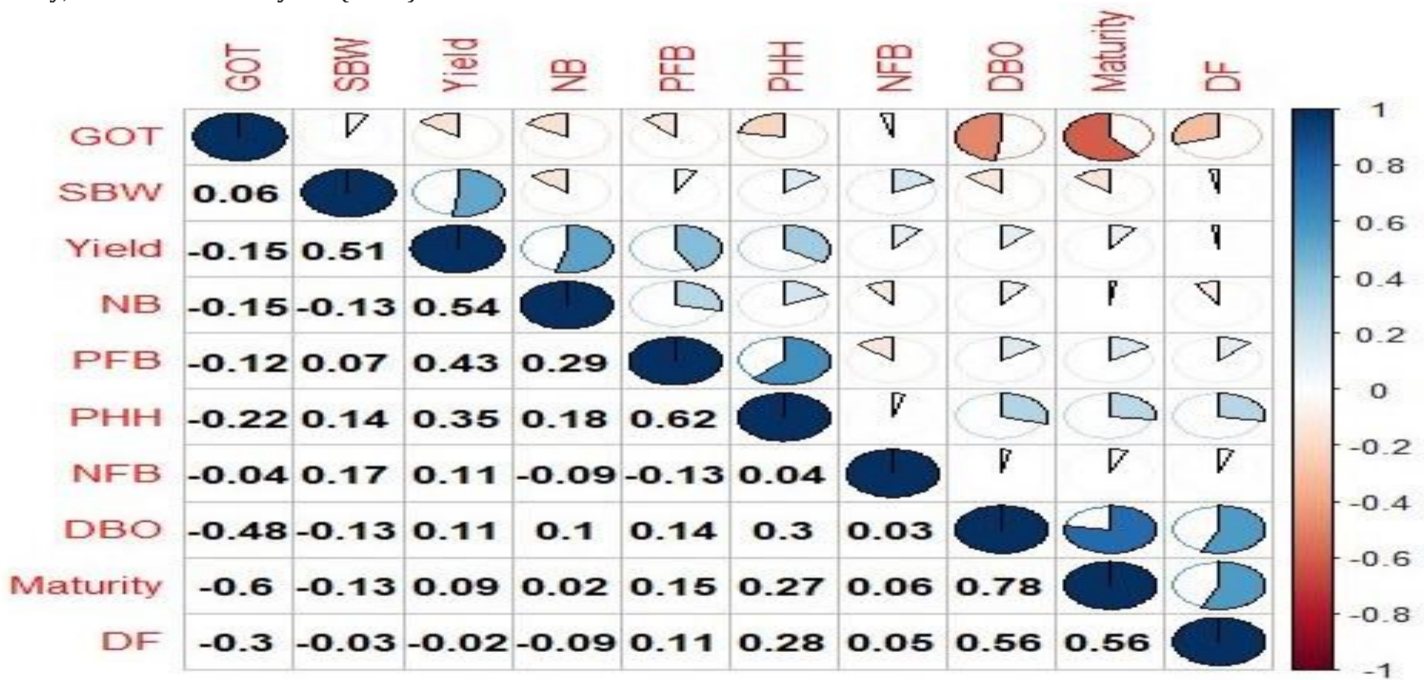 GOT SBW Yield NB PFB PHH NFB DBO Maturity DF
GOT
SBW 0.06
Yield -0.15 0.51
NB -0.15 -0.13 0.54
PFB -0.12 0.07 0.43 0.29
PHH -0.22 0.14 0.35 0.18 0.62
NFB -0.04 0.17 0.11 -0.09 -0.13 0.04
DBO -0.48 -0.13 0.11 0.1 0.14 0.3 0.03
Maturity -0.6 -0.13 0.09 0.02 0.15 0.27 0.06 0.78
DF -0.3 -0.03 -0.02 -0.09 0.11 0.28 0.05 0.56 0.56
1
0.8
0.6
0.4
0.2
0
-0.2
-0.4
-0.6
-0.8
-1